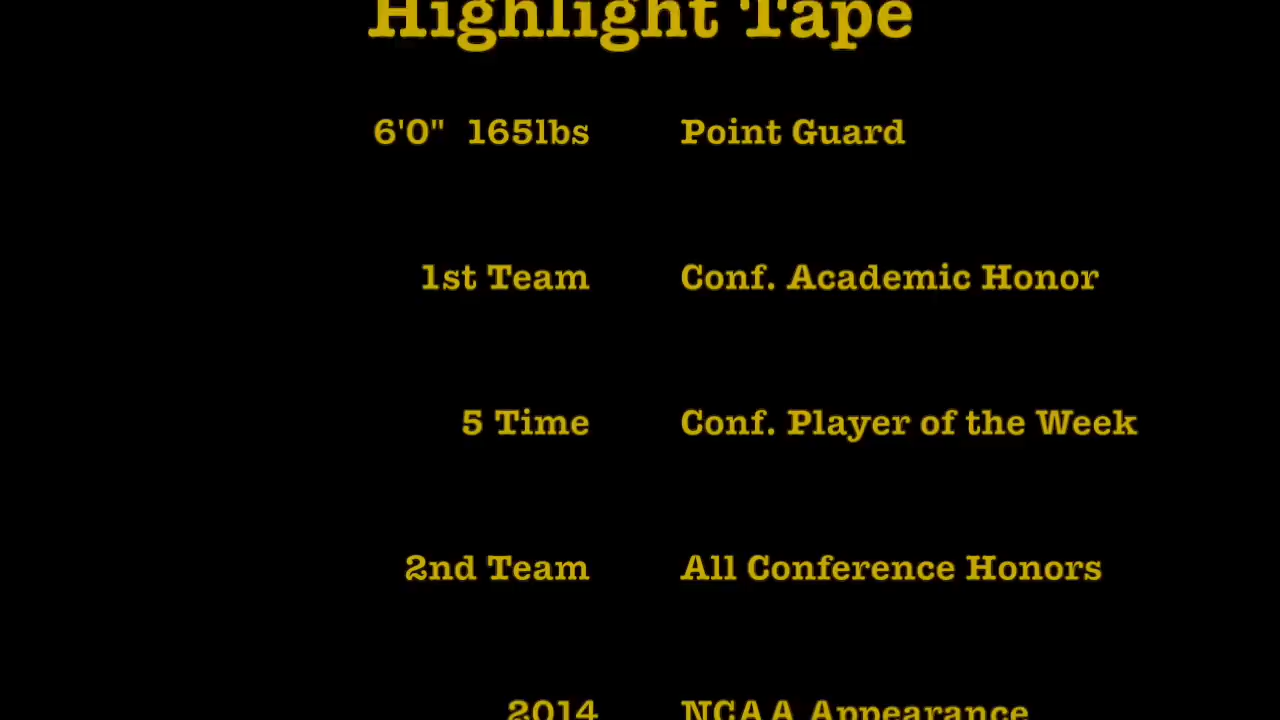 Highlight Tape
6'0" 165lbs Point Guard
1st Team Conf. Academic Honor
5 Time Conf. Player of the Week
2nd Team All Conference Honors
2014 NCAA Appearance